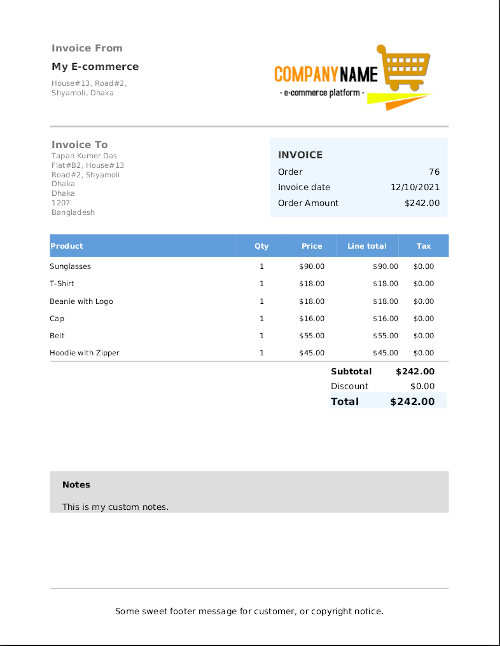 Invoice From
My E-commerce
House#13, Road#2,
Shyamoli, Dhaka
COMPANYNAME
- e-commerce platform -
Invoice To
Tapan Kumer Das
Flat#B2, House#13
Road#2, Shyamoli
Dhaka
Dhaka
1207
Bangladesh
INVOICE
Order 76
Invoice date 12/10/2021
Order Amount $242.00
Product Qty Price Line total Tax
Sunglasses 1 $90.00 $90.00 $0.00
T-Shirt 1 $18.00 $18.00 $0.00
Beanie with Logo 1 $18.00 $18.00 $0.00
Cap 1 $16.00 $16.00 $0.00
Belt 1 $55.00 $55.00 $0.00
Hoodie with Zipper 1 $45.00 $45.00 $0.00
Subtotal $242.00
Discount $0.00
Total $242.00
Notes
This is my custom notes.
Some sweet footer message for customer, or copyright notice.